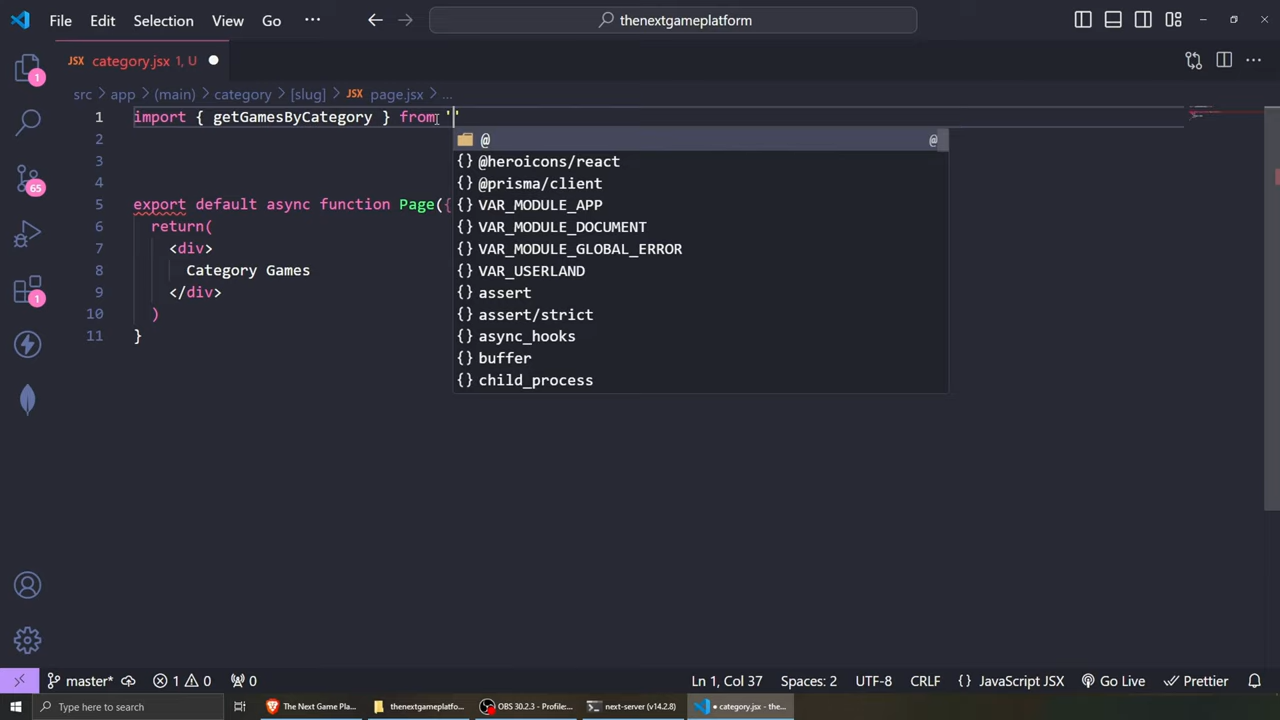 File Edit Selection View Go ··· thenextgameplatform
JSX category.jsx 1, U
src > app > (main) > category > [slug] > JSX page.jsx > ...
1 import { getGamesByCategory } from ''
2
3
4
5 export default async function Page({
6 return(
7 <div>
8 Category Games
9 </div>
10 )
11 }
@ @
{} @heroicons/react
{} @prisma/client
{} VAR_MODULE_APP
{} VAR_MODULE_DOCUMENT
{} VAR_MODULE_GLOBAL_ERROR
{} VAR_USERLAND
{} assert
{} assert/strict
{} async_hooks
{} buffer
{} child_process
1
65
1
master* 1 0 0 Ln 1, Col 37 Spaces: 2 UTF-8 CRLF {} JavaScript JSX Go Live Prettier
Type here to search The Next Game Pla... thenextgameplatfo... OBS 30.2.3 - Profile:... next-server (v14.2.8) • category.jsx - the...